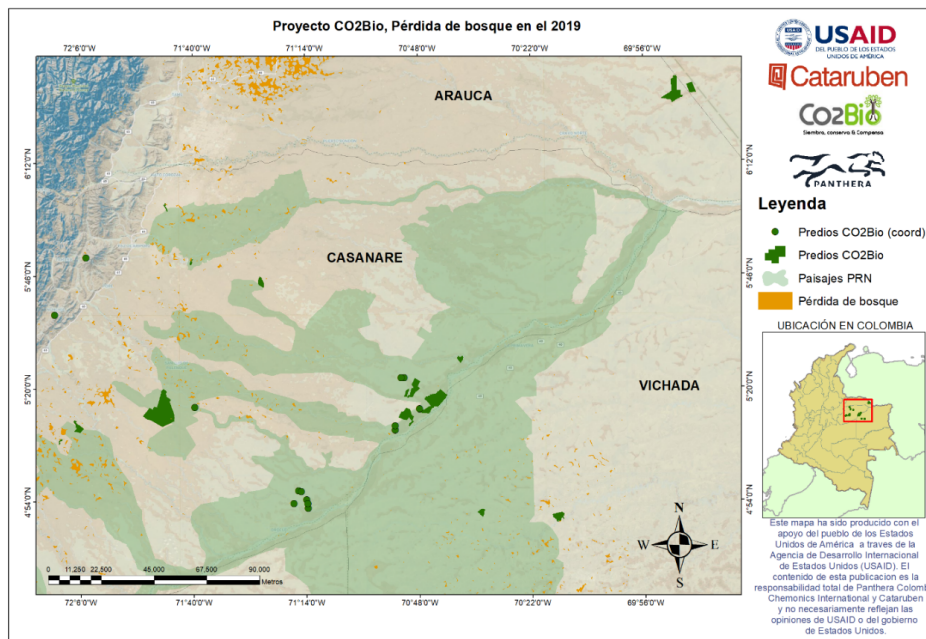 Proyecto CO2Bio, Pérdida de bosque en el 2019
72°6'0"W
71°40'0"W
71°14'0"W
70°48'0"W
70°22'0"W
69°56'0"W
6°12'0"N
5°46'0"N
5°20'0"N
4°54'0"N
ARAUCA
CASANARE
VICHADA
6°12'0"N
5°46'0"N
5°20'0"N
4°54'0"N
N
W
E
S
0 11.250 22.500 45.000 67.500 90.000
Metros
72°6'0"W
71°40'0"W
71°14'0"W
70°48'0"W
70°22'0"W
69°56'0"W
USAID
DEL PUEBLO DE LOS ESTADOS
UNIDOS DE AMÉRICA
Cataruben
Co2Bio
Siembra, conserva & Compensa
PANTHERA
Leyenda
Predios CO2Bio (coord)
Predios CO2Bio
Paisajes PRN
Pérdida de bosque
UBICACIÓN EN COLOMBIA
Este mapa ha sido producido con el
apoyo del pueblo de los Estados
Unidos de América a traves de la
Agencia de Desarrollo Internacional
de Estados Unidos (USAID). El
contenido de esta publicacion es la
responsabilidad total de Panthera Colomb
Chemonics International y Cataruben
y no necesariamente reflejan las
opiniones de USAID o del gobierno
de Estados Unidos.